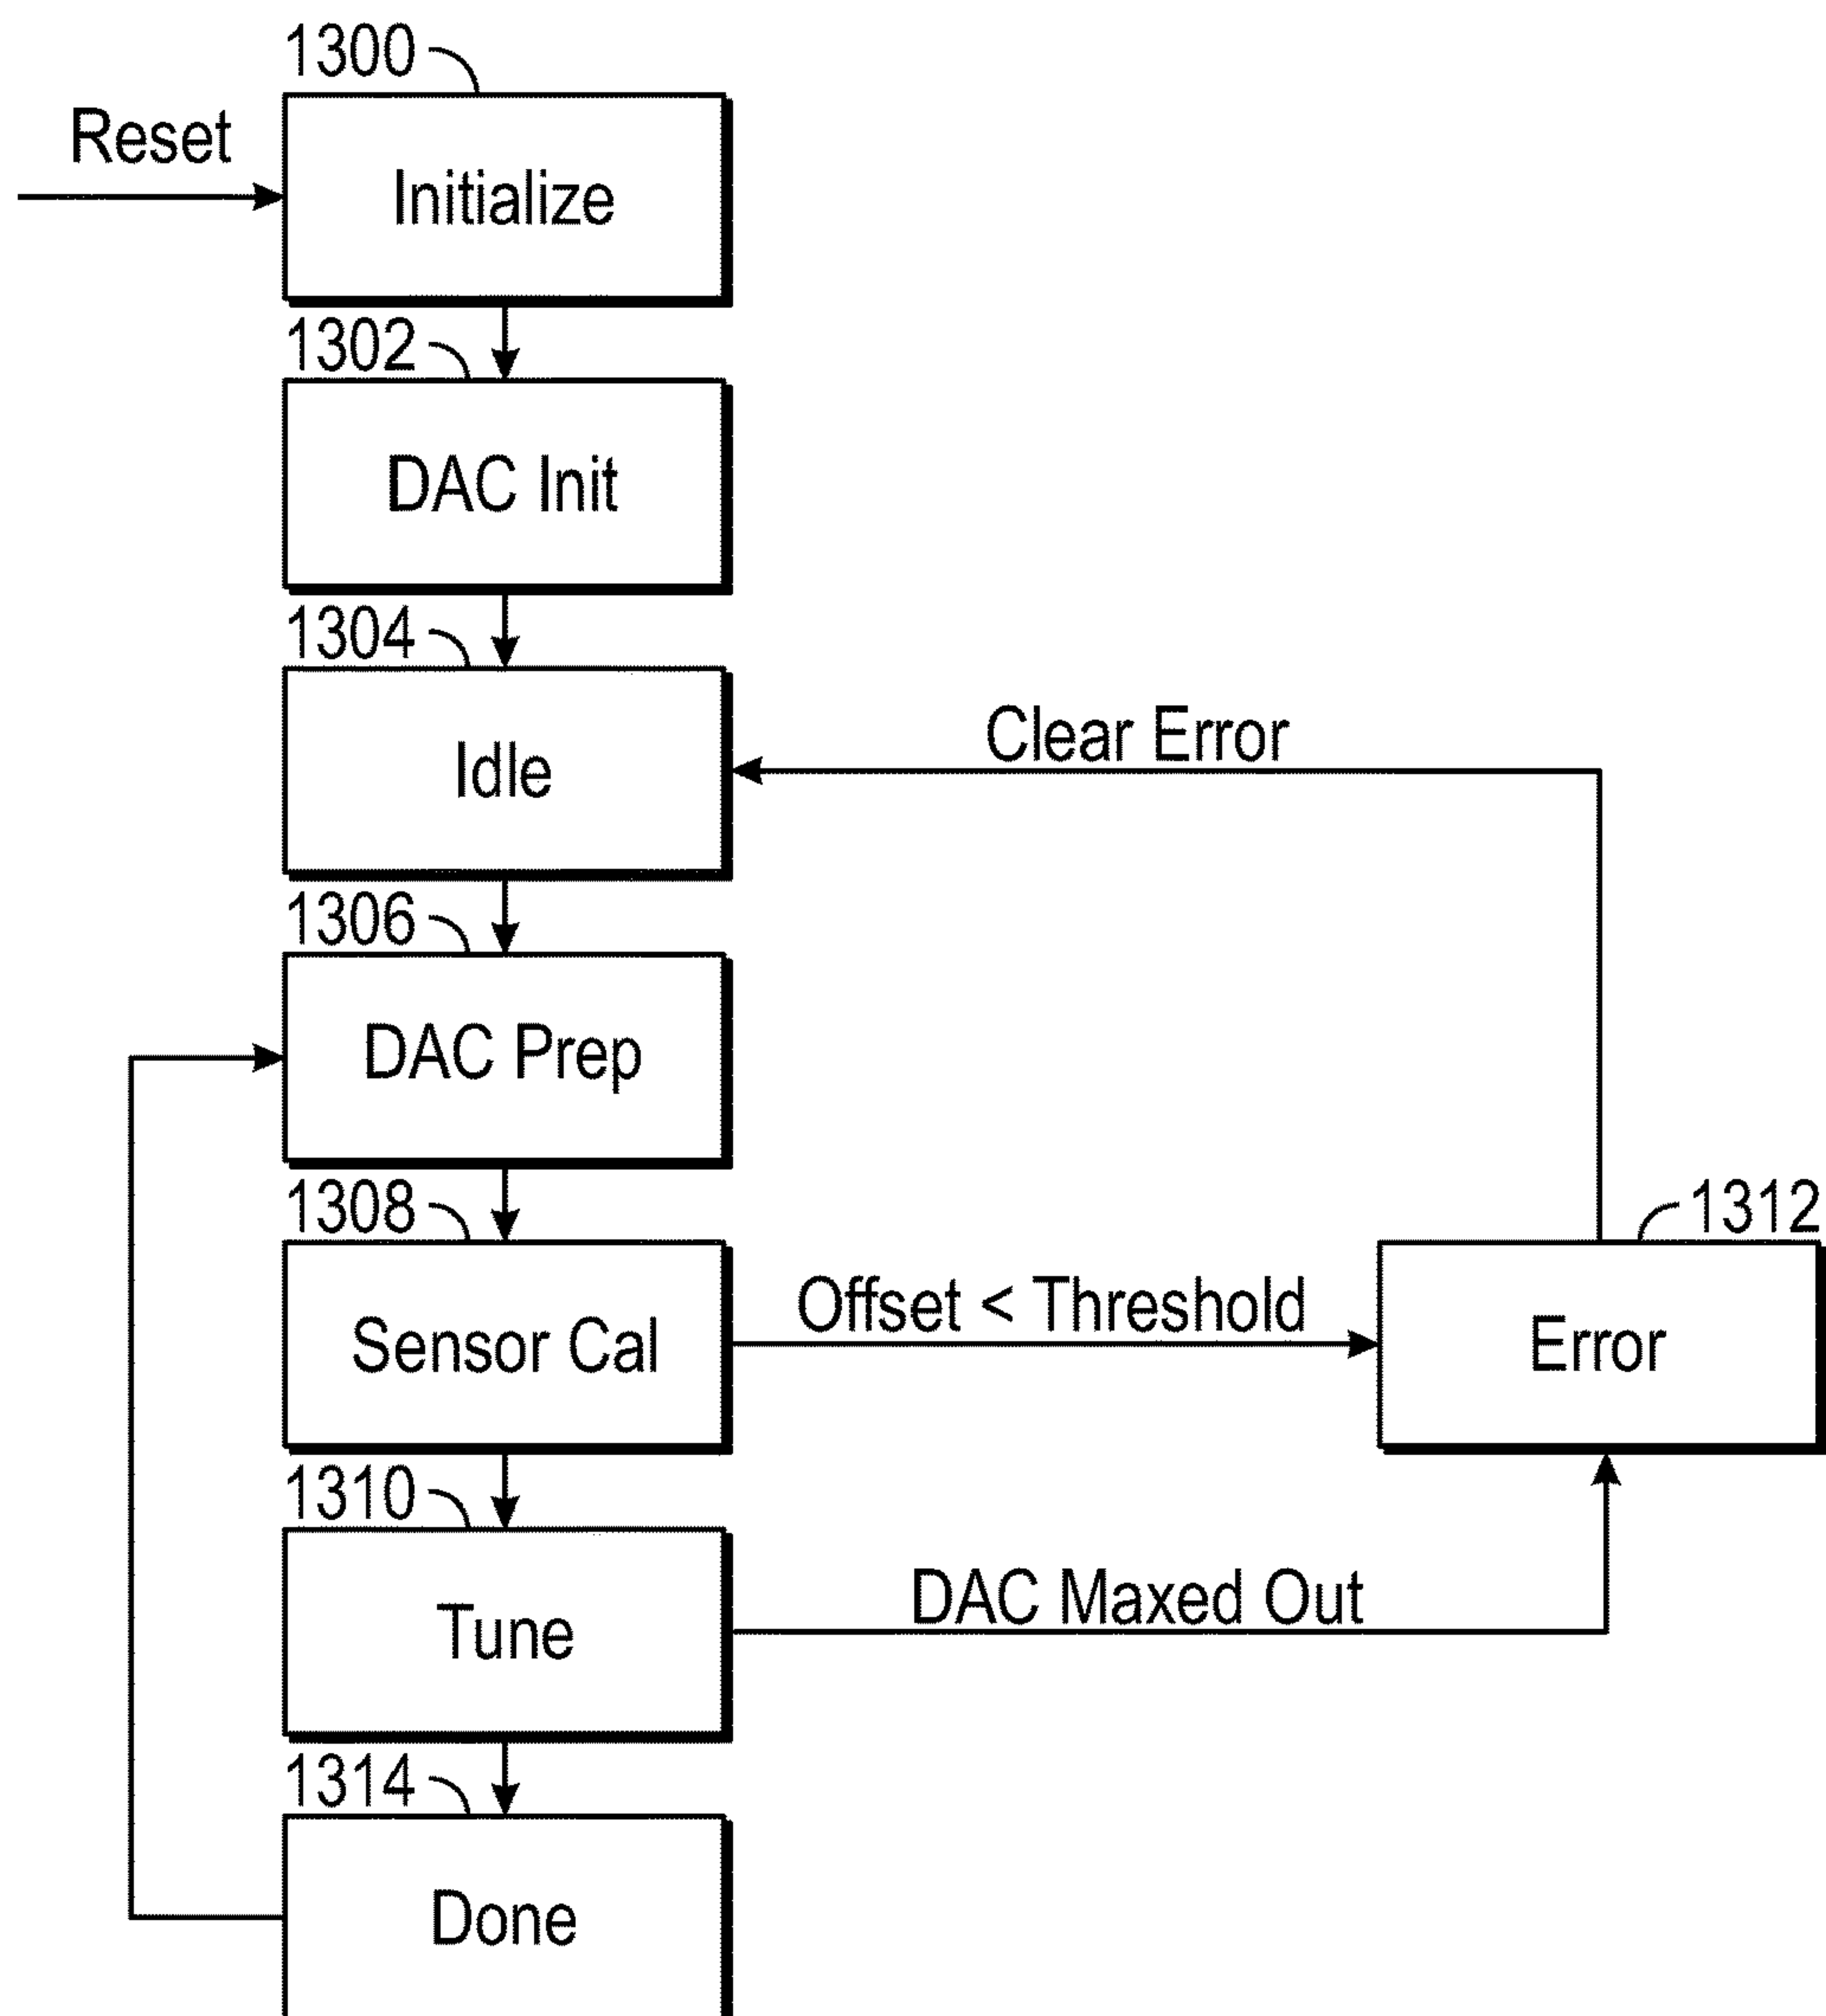 1300
Reset
Initialize
1302
DAC Init
1304
Clear Error
Idle
1306
DAC Prep
1308
1312
Offset < Threshold
Sensor Cal
Error
1310
DAC Maxed Out
Tune
1314
Done